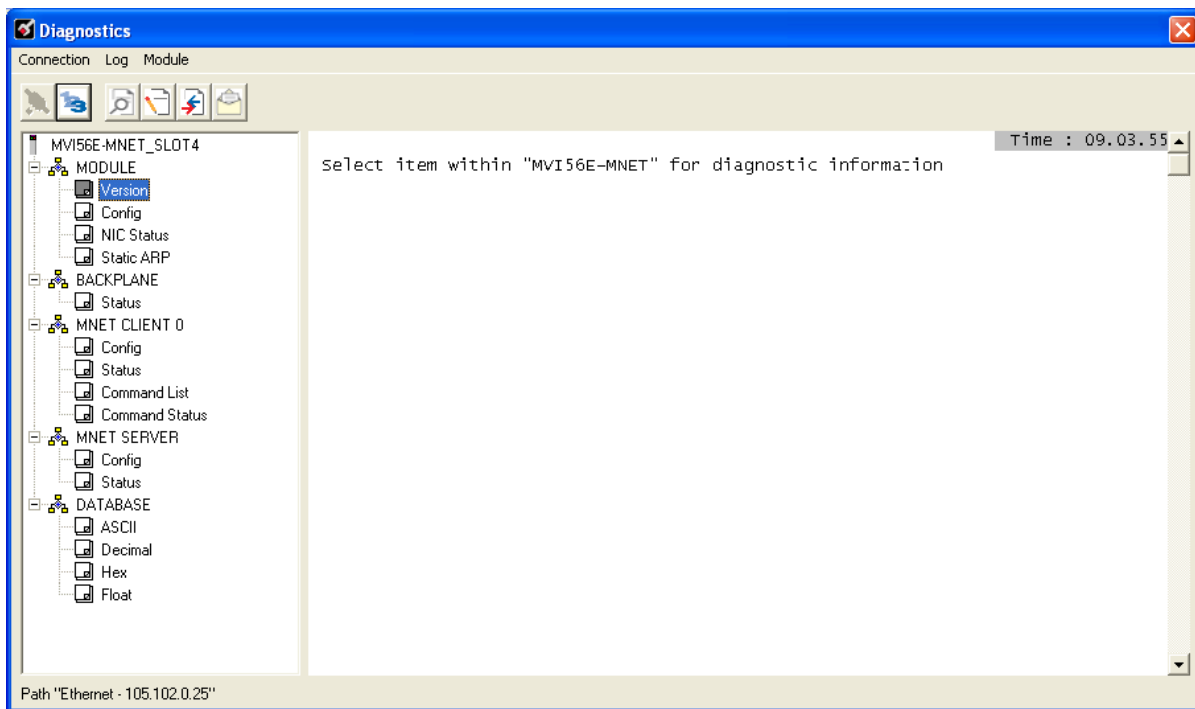 Diagnostics
Connection Log Module
MVI56E-MNET_SLOT4
MODULE
Version
Config
NIC Status
Static ARP
BACKPLANE
Status
MNET CLIENT 0
Config
Status
Command List
Command Status
MNET SERVER
Config
Status
DATABASE
ASCII
Decimal
Hex
Float
Time : 09.03.55
Select item within "MVI56E-MNET" for diagnostic information
Path "Ethernet - 105.102.0.25"